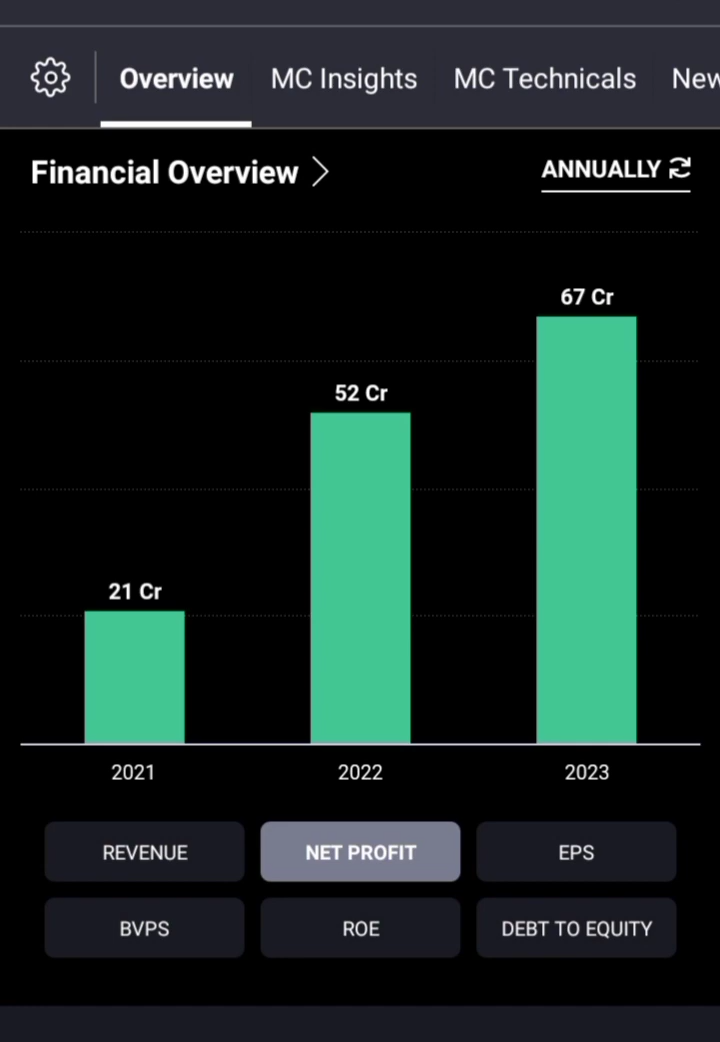 Overview MC Insights MC Technicals New
Financial Overview
ANNUALLY
67 Cr
52 Cr
21 Cr
2021 2022 2023
REVENUE NET PROFIT EPS
BVPS ROE DEBT TO EQUITY